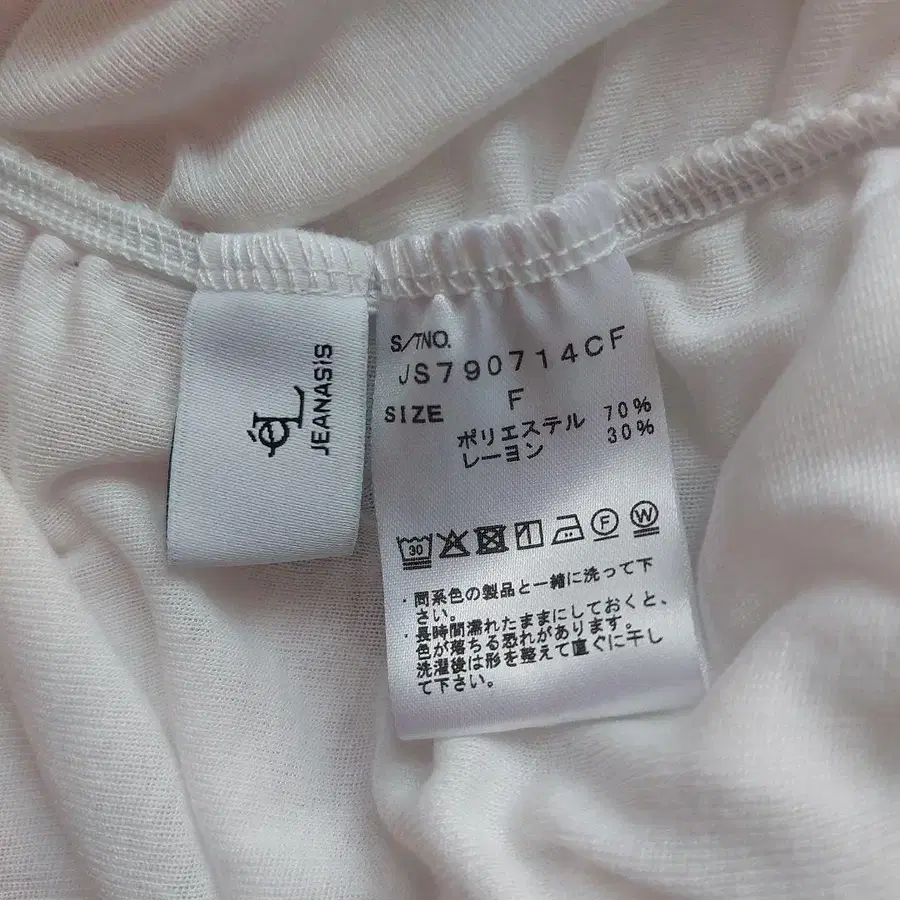 éL
JEANASiS
S/TNO.
JS790714CF
SIZE F
ポリエステル 70%
レーヨン 30%
30
F
W
・同系色の製品と一緒に洗って下
さい。
・長時間濡れたままにしておくと、
色が落ちる恐れがあります。
洗濯後は形を整えて直ぐに干し
て下さい。